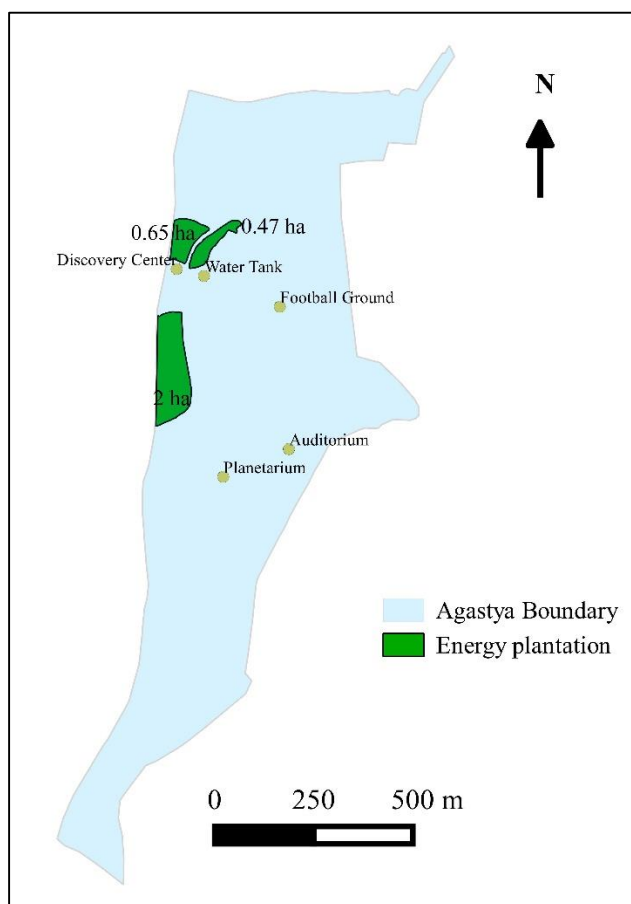 N
0.65 ha
0.47 ha
Discovery Center
Water Tank
Football Ground
2 ha
Auditorium
Planetarium
Agastya Boundary
Energy plantation
0 250 500 m